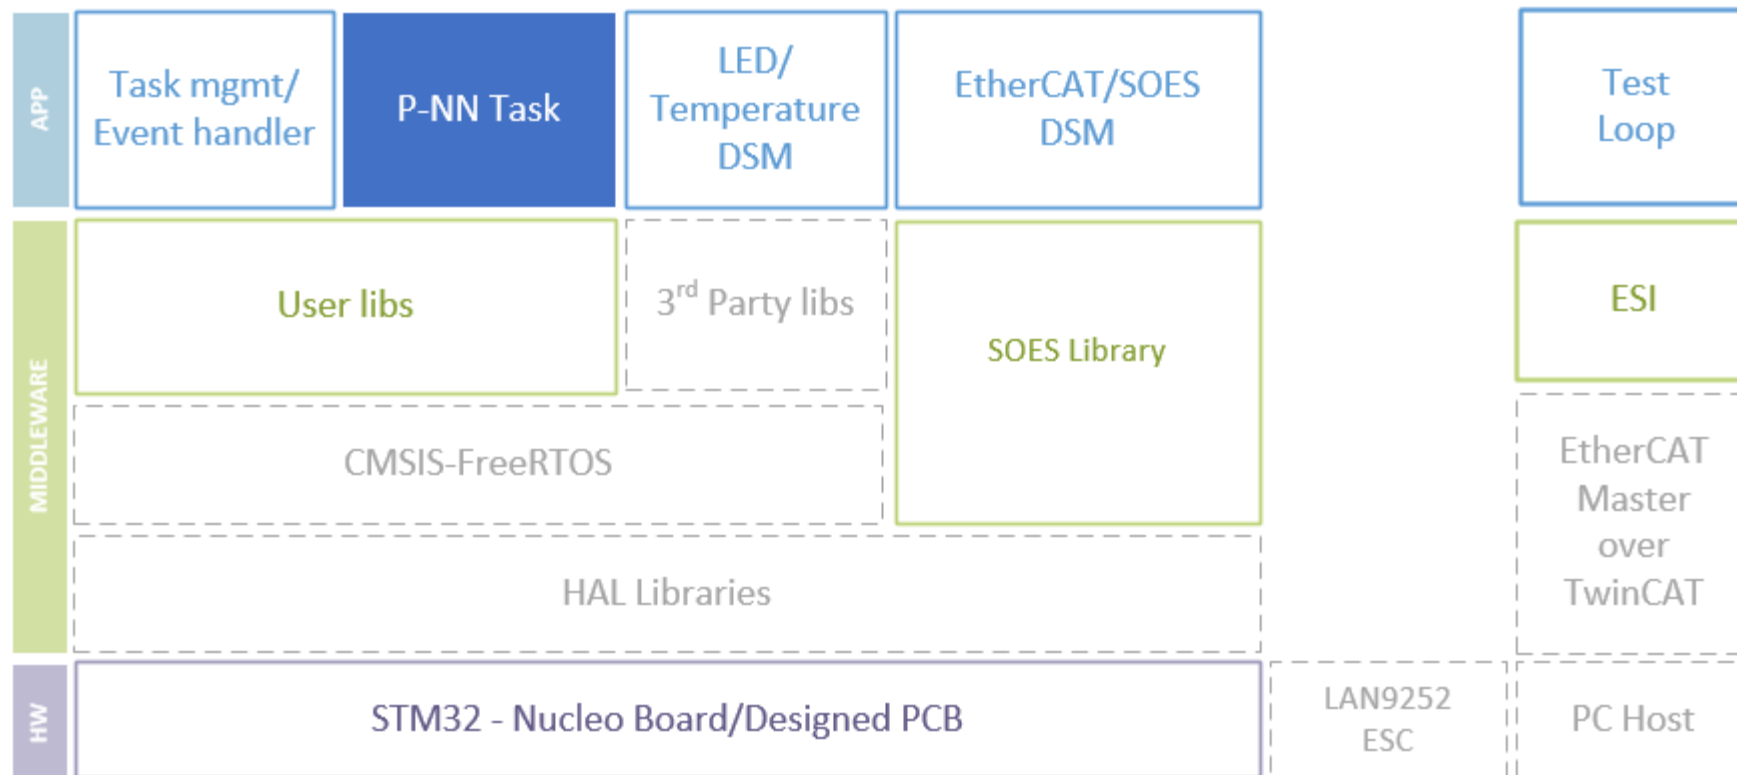 APP
Task mgmt/
Event handler
P-NN Task
LED/
Temperature
DSM
EtherCAT/SOES
DSM
Test
Loop
MIDDLEWARE
User libs
3rd Party libs
SOES Library
ESI
CMSIS-FreeRTOS
EtherCAT
Master
over
TwinCAT
HAL Libraries
HW
STM32 - Nucleo Board/Designed PCB
LAN9252
ESC
PC Host